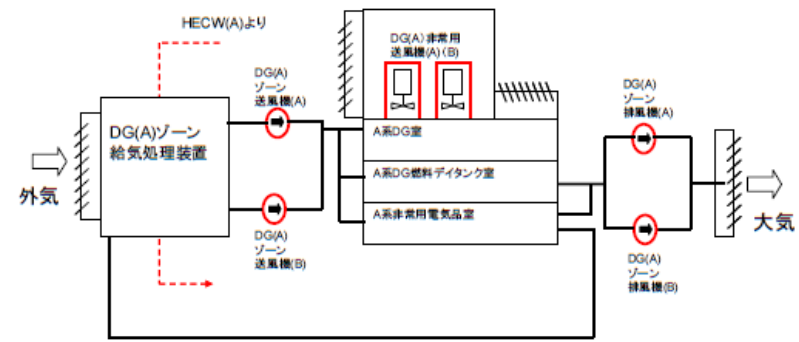 HECW(A)より
DG(A)非常用
送風機(A)(B)
DG(A)
ゾーン
送風機(A)
DG(A)
ゾーン
排風機(A)
DG(A)ゾーン
給気処理装置
A系DG室
外気
A系DG燃料デイタンク室
大気
A系非常用電気品室
DG(A)
ゾーン
送風機(B)
DG(A)
ゾーン
排風機(B)